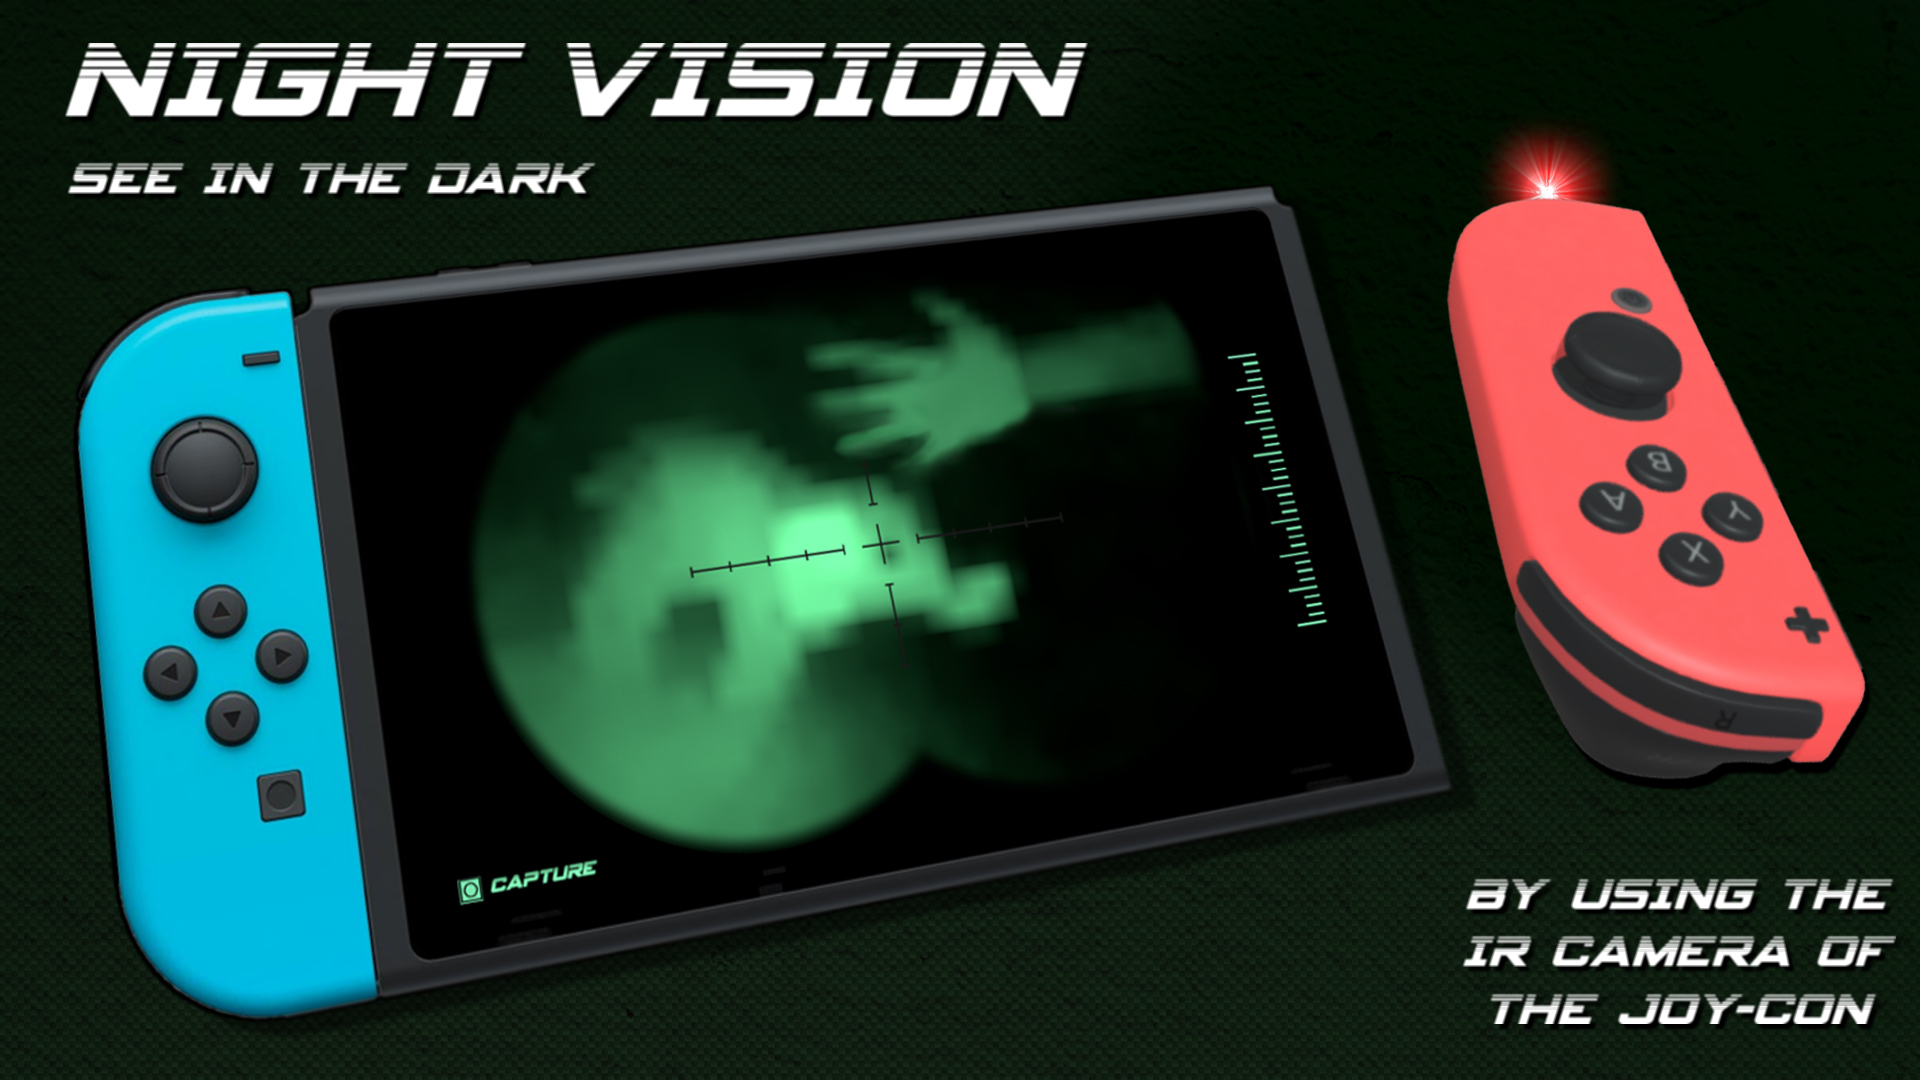 NIGHT VISION
SEE IN THE DARK
B
A
Y
X
R
CAPTURE
BY USING THE
IR CAMERA OF
THE JOY-CON